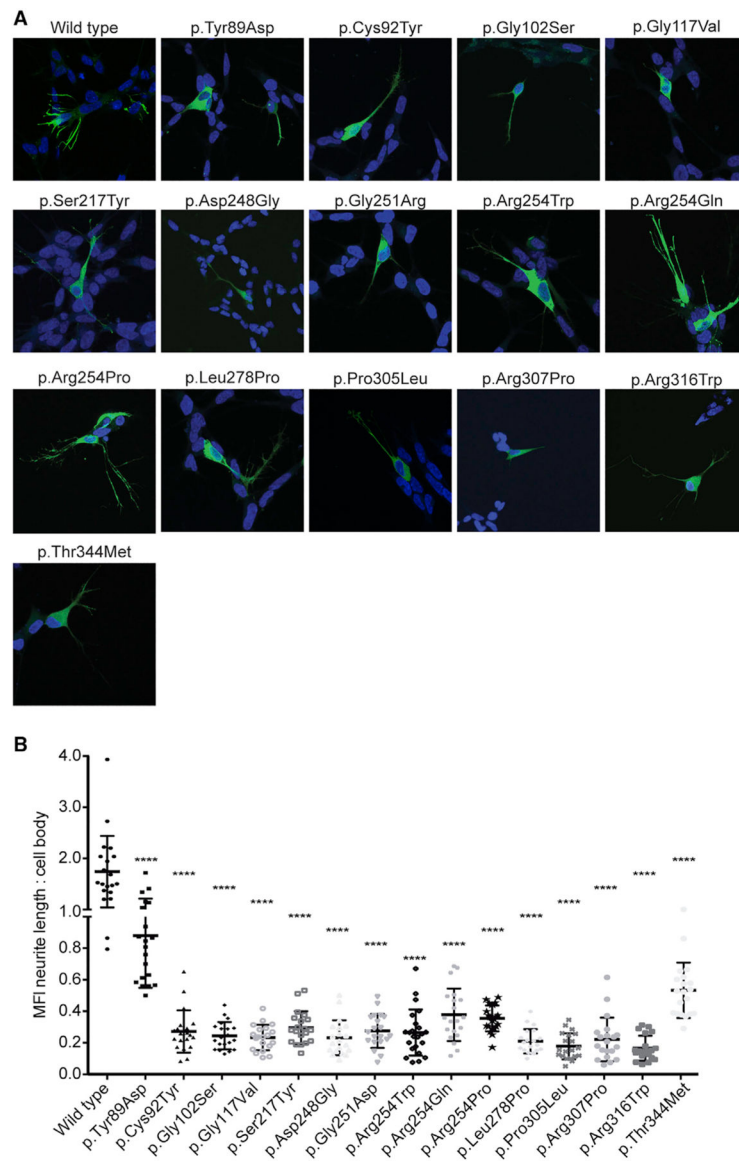 A
Wild type p.Tyr89Asp p.Cys92Tyr p.Gly102Ser p.Gly117Val
p.Ser217Tyr p.Asp248Gly p.Gly251Arg p.Arg254Trp p.Arg254Gln
p.Arg254Pro p.Leu278Pro p.Pro305Leu p.Arg307Pro p.Arg316Trp
p.Thr344Met
B
MFI neurite length : cell body
4.0
3.0
2.0
1.0
0.8
0.6
0.4
0.2
0.0
**** **** **** **** **** **** **** **** **** **** **** **** **** **** ****
Wild type p.Tyr89Asp p.Cys92Tyr p.Gly102Ser p.Gly117Val p.Ser217Tyr p.Asp248Gly p.Gly251Asp p.Arg254Trp p.Arg254Gln p.Arg254Pro p.Leu278Pro p.Pro305Leu p.Arg307Pro p.Arg316Trp p.Thr344Met